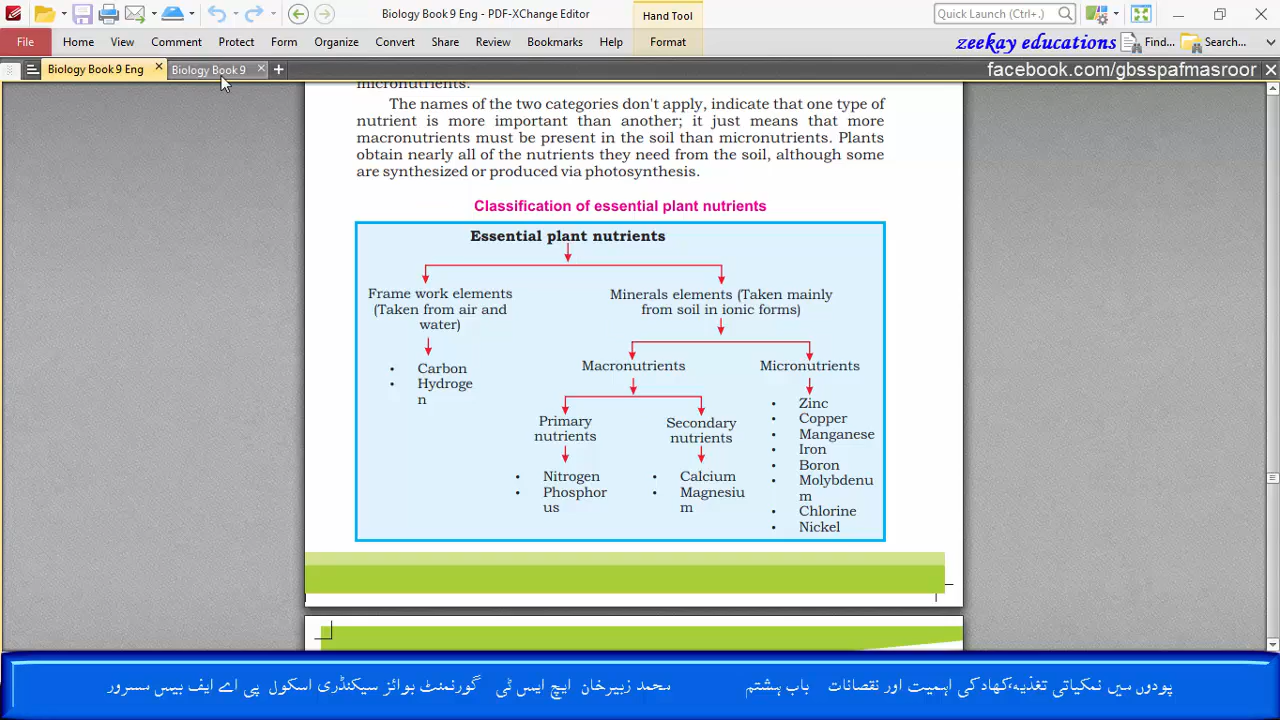 Biology Book 9 Eng - PDF-XChange Editor
Hand Tool
Quick Launch (Ctrl+.)
File Home View Comment Protect Form Organize Convert Share Review Bookmarks Help Format
zeekay educations
Find... Search...
Biology Book 9 Eng
Biology Book 9
facebook.com/gbsspafmasroor
micronutrients.
The names of the two categories don't apply, indicate that one type of
nutrient is more important than another; it just means that more
macronutrients must be present in the soil than micronutrients. Plants
obtain nearly all of the nutrients they need from the soil, although some
are synthesized or produced via photosynthesis.
Classification of essential plant nutrients
Essential plant nutrients
Frame work elements
(Taken from air and
water)
• Carbon
• Hydroge
n
Minerals elements (Taken mainly
from soil in ionic forms)
Macronutrients
Primary
nutrients
• Nitrogen
• Phosphor
us
Secondary
nutrients
• Calcium
• Magnesiu
m
Micronutrients
• Zinc
• Copper
• Manganese
• Iron
• Boron
• Molybdenu
m
• Chlorine
• Nickel
پودوں میں نمکیاتی تغذیہ،کھاد کی اہمیت اور نقصانات باب ہشتم محمد زبیرخان ایچ ایس ٹی گورنمنٹ بوائز سیکنڈری اسکول پی اے ایف بیس مسرور